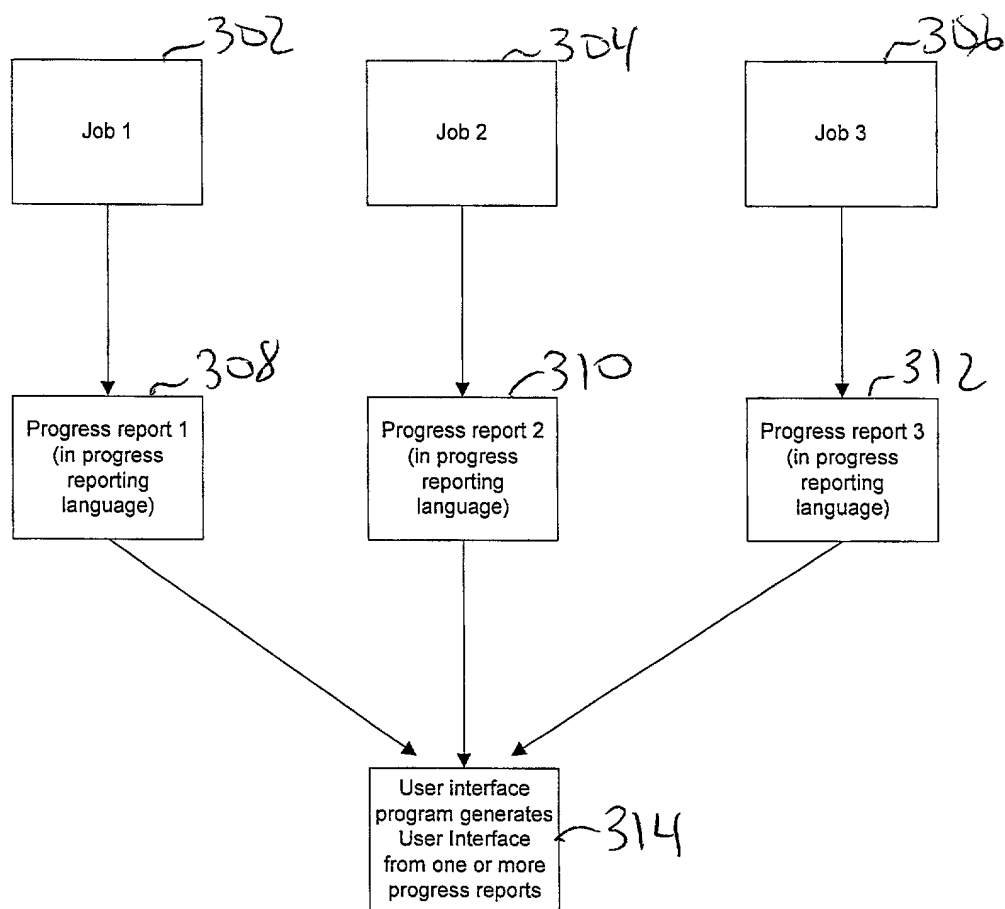 302
304
306
Job 1
Job 2
Job 3
308
310
312
Progress report 1
(in progress
reporting
language)
Progress report 2
(in progress
reporting
language)
Progress report 3
(in progress
reporting
language)
User interface
program generates
User Interface
from one or more
progress reports
314